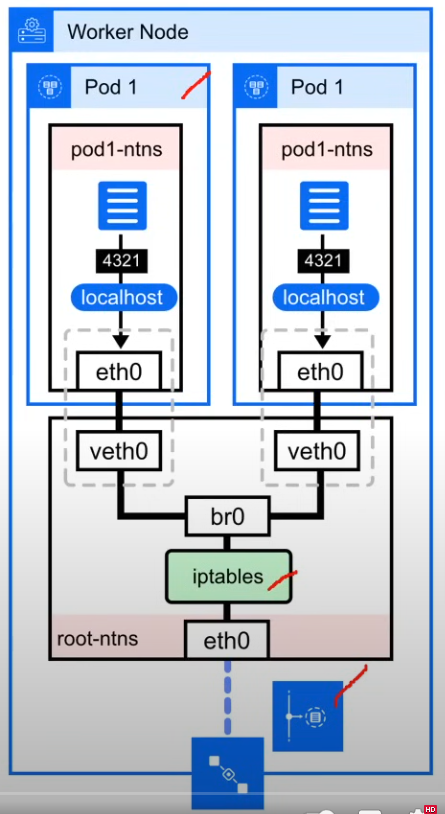 Worker Node
Pod 1
Pod 1
pod1-ntns
pod1-ntns
4321
4321
localhost
localhost
eth0
eth0
veth0
veth0
br0
iptables
root-ntns
eth0
HD